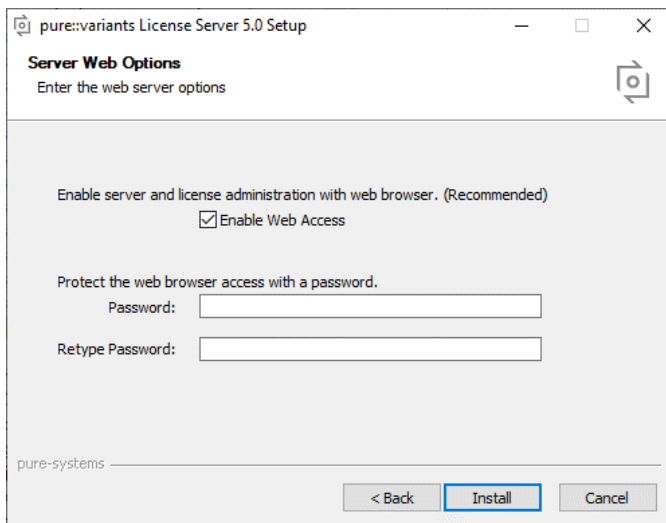 pure::variants License Server 5.0 Setup
Server Web Options
Enter the web server options
Enable server and license administration with web browser. (Recommended)
Enable Web Access
Protect the web browser access with a password.
Password:
Retype Password:
pure-systems
< Back Install Cancel